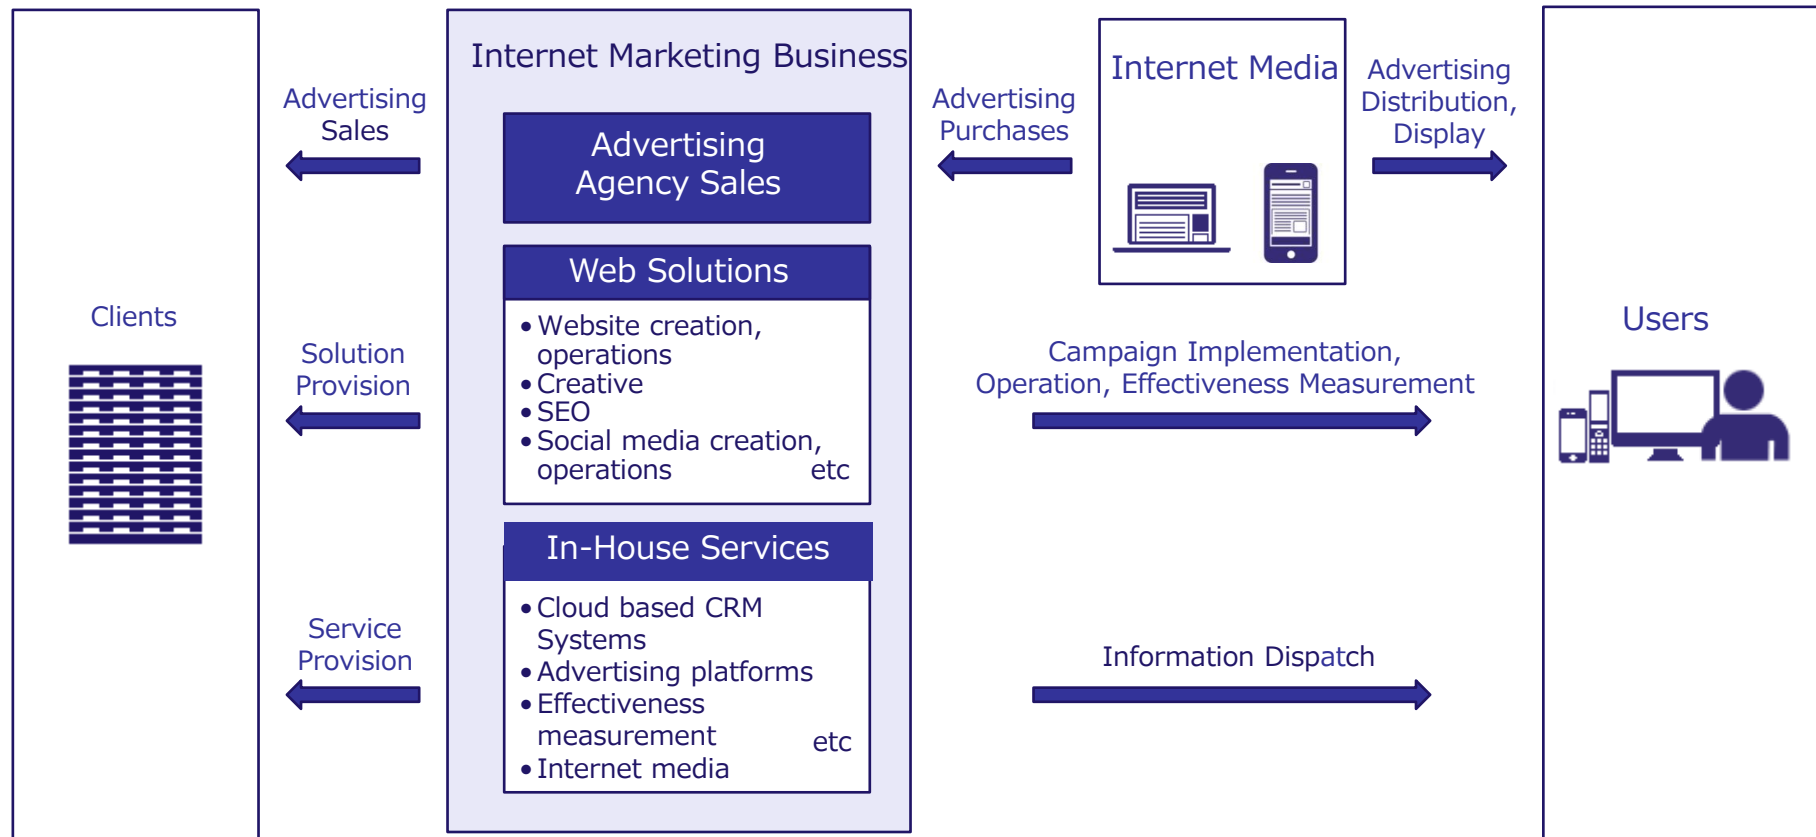 Clients
Advertising
Sales
Solution
Provision
Service
Provision
Internet Marketing Business
Advertising
Agency Sales
Web Solutions
• Website creation,
operations
• Creative
• SEO
• Social media creation,
operations etc
In-House Services
• Cloud based CRM
Systems
• Advertising platforms
• Effectiveness
measurement etc
• Internet media
Advertising
Purchases
Internet Media
Advertising
Distribution,
Display
Campaign Implementation,
Operation, Effectiveness Measurement
Information Dispatch
Users